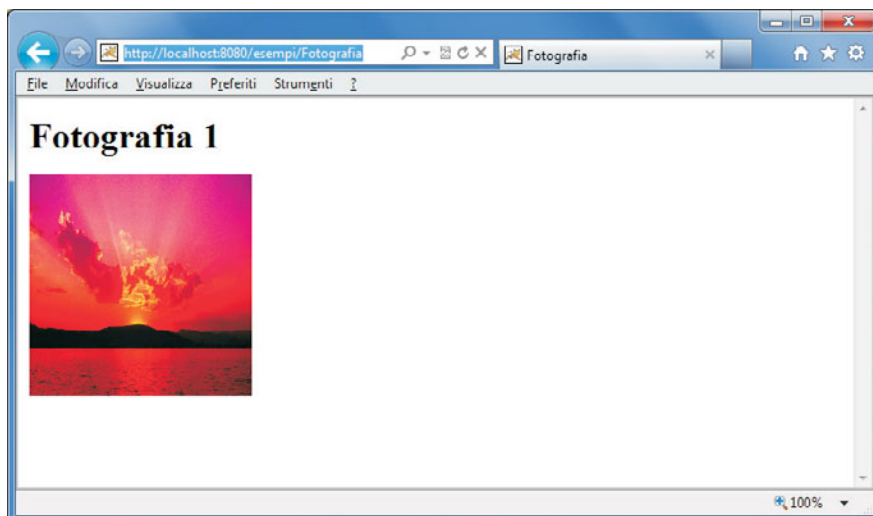 http://localhost:8080/esempi/Fotografia
Fotografia
File Modifica Visualizza Preferiti Strumenti ?
Fotografia 1
100%